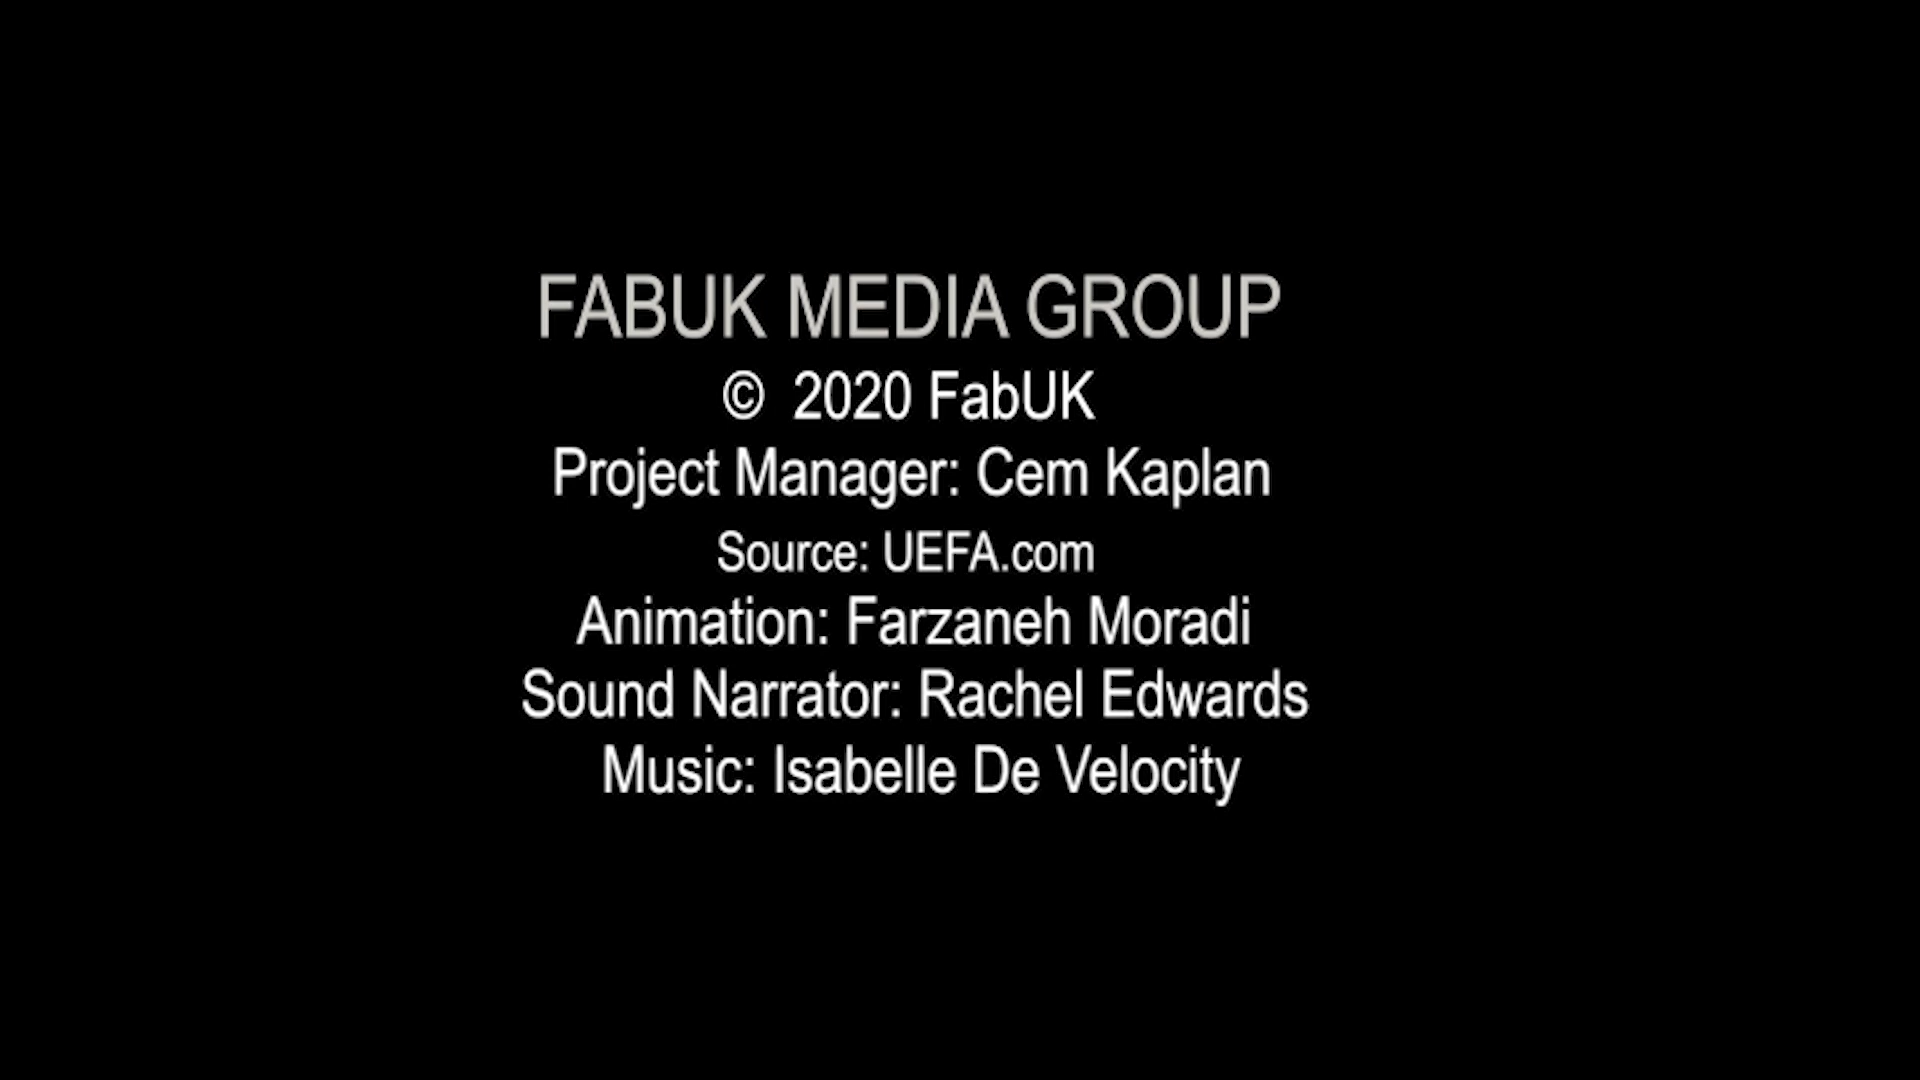 FABUK MEDIA GROUP
© 2020 FabUK
Project Manager: Cem Kaplan
Source: UEFA.com
Animation: Farzaneh Moradi
Sound Narrator: Rachel Edwards
Music: Isabelle De Velocity